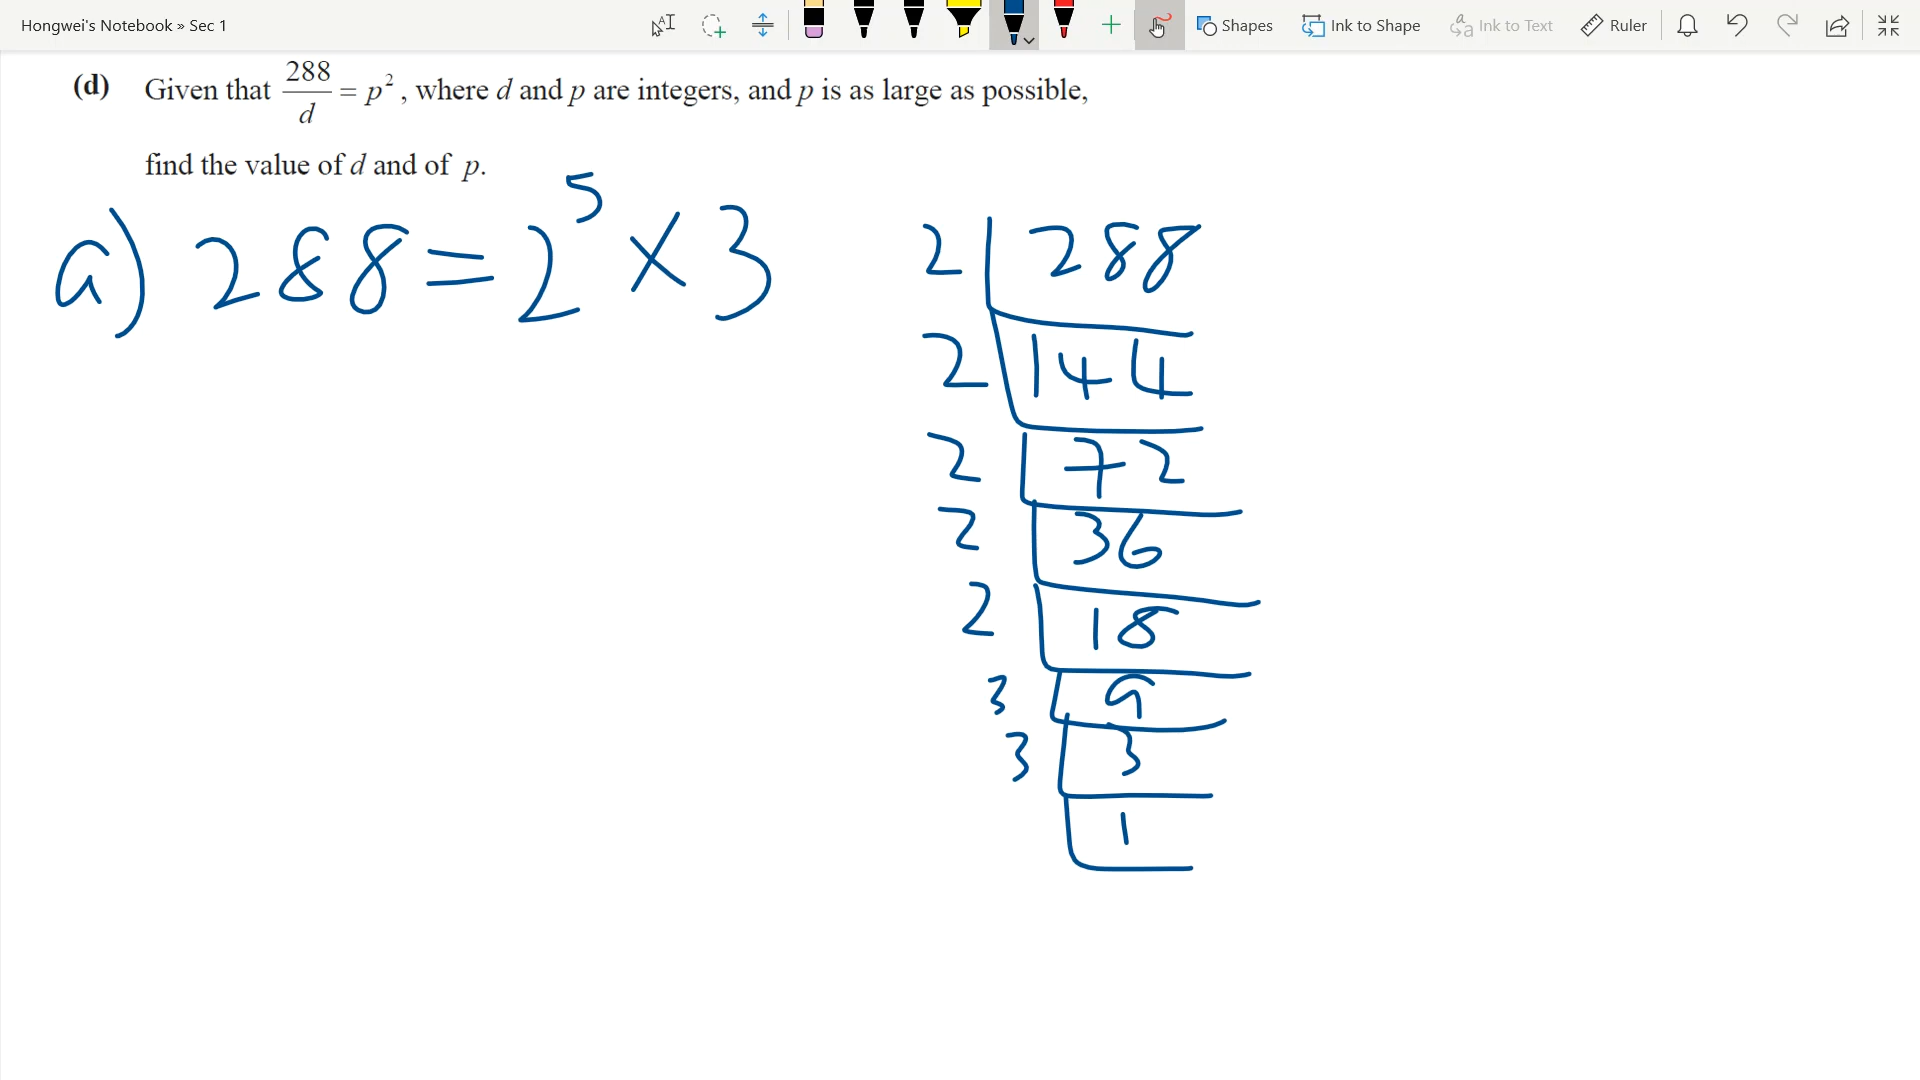 Hongwei's Notebook » Sec 1
Shapes
Ink to Shape
Ink to Text
Ruler
(d) Given that 288/d = p², where d and p are integers, and p is as large as possible,
find the value of d and of p.
a) 288 = 2⁵ × 3
2 | 288
2 | 144
2 | 72
2 | 36
2 | 18
3 | 9
3 | 3
1